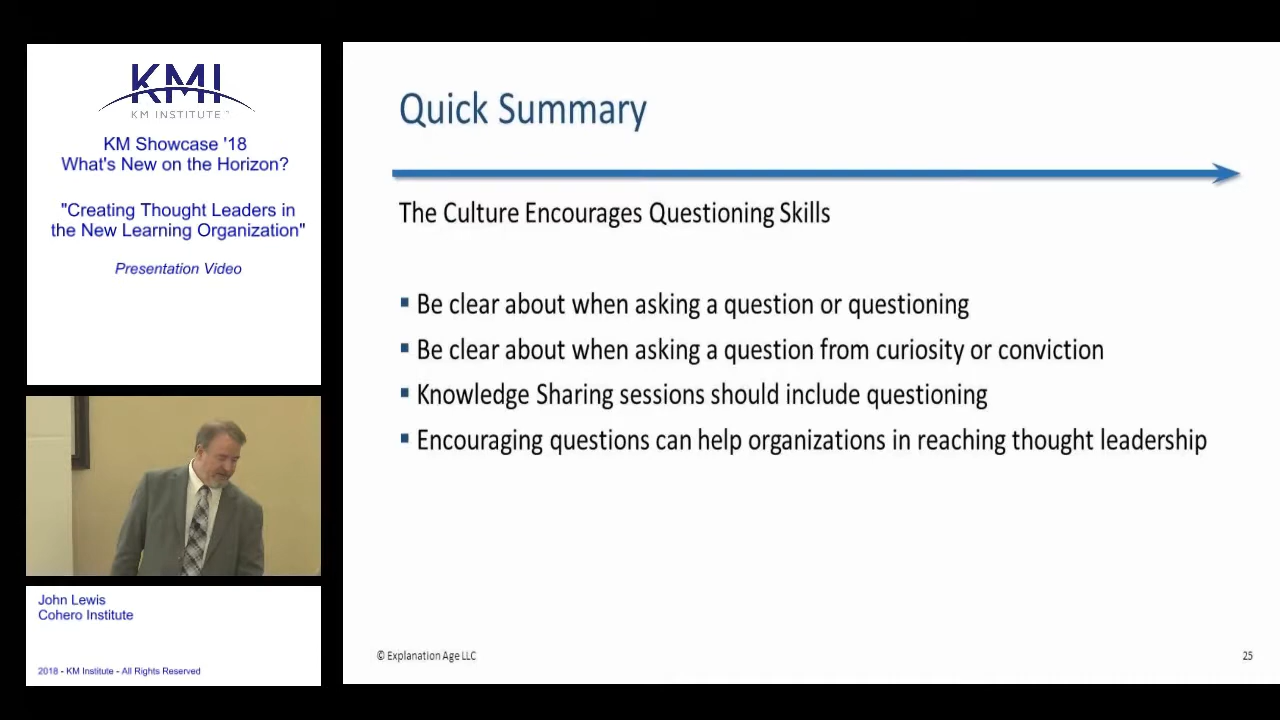 KMI
KM INSTITUTE
KM Showcase '18
What's New on the Horizon?
"Creating Thought Leaders in
the New Learning Organization"
Presentation Video
John Lewis
Cohero Institute
2018 - KM Institute - All Rights Reserved
Quick Summary
The Culture Encourages Questioning Skills
▪ Be clear about when asking a question or questioning
▪ Be clear about when asking a question from curiosity or conviction
▪ Knowledge Sharing sessions should include questioning
▪ Encouraging questions can help organizations in reaching thought leadership
© Explanation Age LLC
25